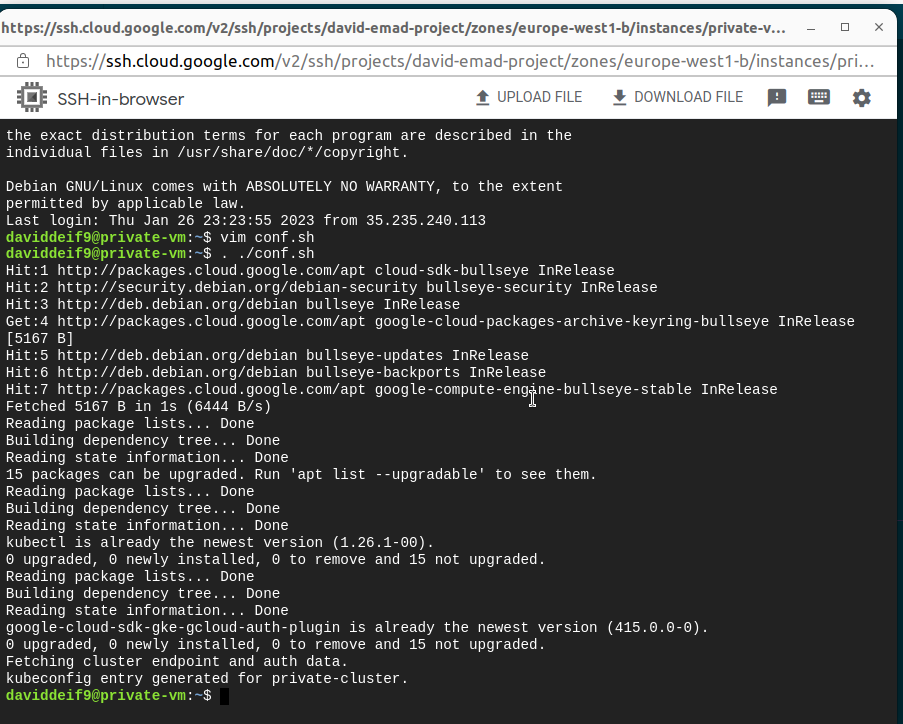 https://ssh.cloud.google.com/v2/ssh/projects/david-emad-project/zones/europe-west1-b/instances/private-v...
https://ssh.cloud.google.com/v2/ssh/projects/david-emad-project/zones/europe-west1-b/instances/pri...
SSH-in-browser
UPLOAD FILE
DOWNLOAD FILE
the exact distribution terms for each program are described in the
individual files in /usr/share/doc/*/copyright.
Debian GNU/Linux comes with ABSOLUTELY NO WARRANTY, to the extent
permitted by applicable law.
Last login: Thu Jan 26 23:23:55 2023 from 35.235.240.113
daviddeif9@private-vm:~$ vim conf.sh
daviddeif9@private-vm:~$ . ./conf.sh
Hit:1 http://packages.cloud.google.com/apt cloud-sdk-bullseye InRelease
Hit:2 http://security.debian.org/debian-security bullseye-security InRelease
Hit:3 http://deb.debian.org/debian bullseye InRelease
Get:4 http://packages.cloud.google.com/apt google-cloud-packages-archive-keyring-bullseye InRelease
[5167 B]
Hit:5 http://deb.debian.org/debian bullseye-updates InRelease
Hit:6 http://deb.debian.org/debian bullseye-backports InRelease
Hit:7 http://packages.cloud.google.com/apt google-compute-engine-bullseye-stable InRelease
Fetched 5167 B in 1s (6444 B/s)
Reading package lists... Done
Building dependency tree... Done
Reading state information... Done
15 packages can be upgraded. Run 'apt list --upgradable' to see them.
Reading package lists... Done
Building dependency tree... Done
Reading state information... Done
kubectl is already the newest version (1.26.1-00).
0 upgraded, 0 newly installed, 0 to remove and 15 not upgraded.
Reading package lists... Done
Building dependency tree... Done
Reading state information... Done
google-cloud-sdk-gke-gcloud-auth-plugin is already the newest version (415.0.0-0).
0 upgraded, 0 newly installed, 0 to remove and 15 not upgraded.
Fetching cluster endpoint and auth data.
kubeconfig entry generated for private-cluster.
daviddeif9@private-vm:~$